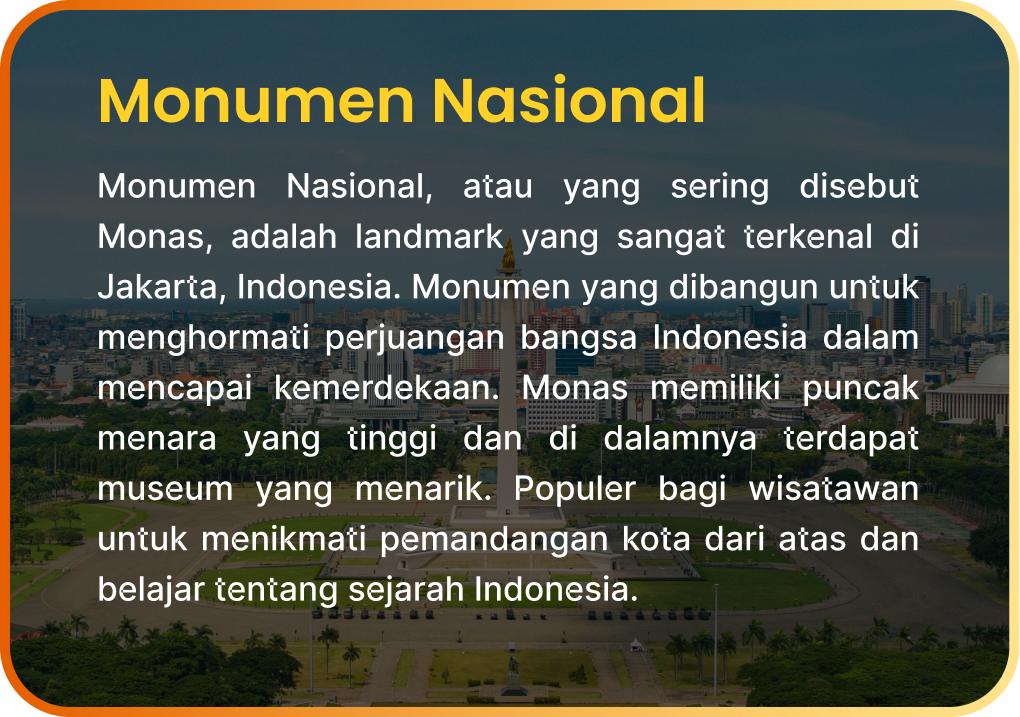 Monumen Nasional
Monumen Nasional, atau yang sering disebut
Monas, adalah landmark yang sangat terkenal di
Jakarta, Indonesia. Monumen yang dibangun untuk
menghormati perjuangan bangsa Indonesia dalam
mencapai kemerdekaan. Monas memiliki puncak
menara yang tinggi dan di dalamnya terdapat
museum yang menarik. Populer bagi wisatawan
untuk menikmati pemandangan kota dari atas dan
belajar tentang sejarah Indonesia.